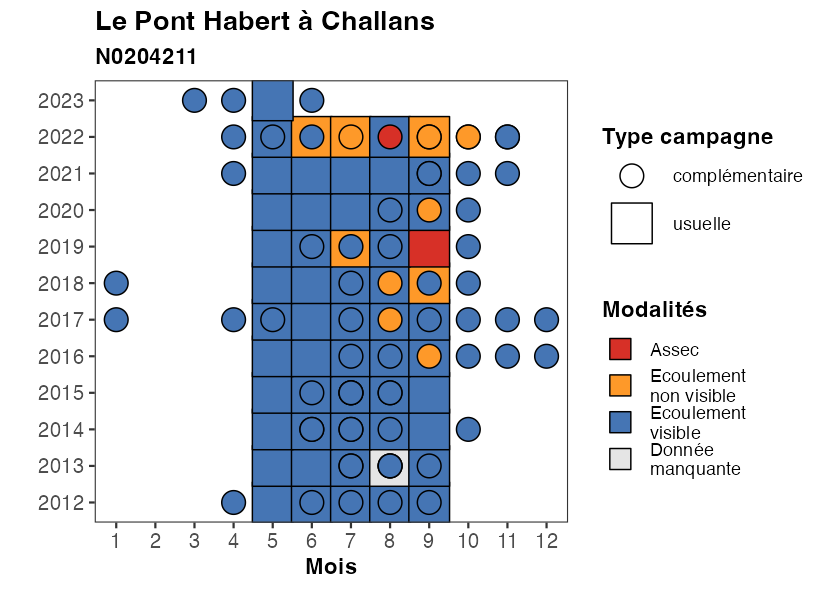 Le Pont Habert à Challans
N0204211
2023
2022
2021
2020
2019
2018
2017
2016
2015
2014
2013
2012
1 2 3 4 5 6 7 8 9 10 11 12
Mois
Type campagne
complémentaire
usuelle
Modalités
Assec
Ecoulement
non visible
Ecoulement
visible
Donnée
manquante